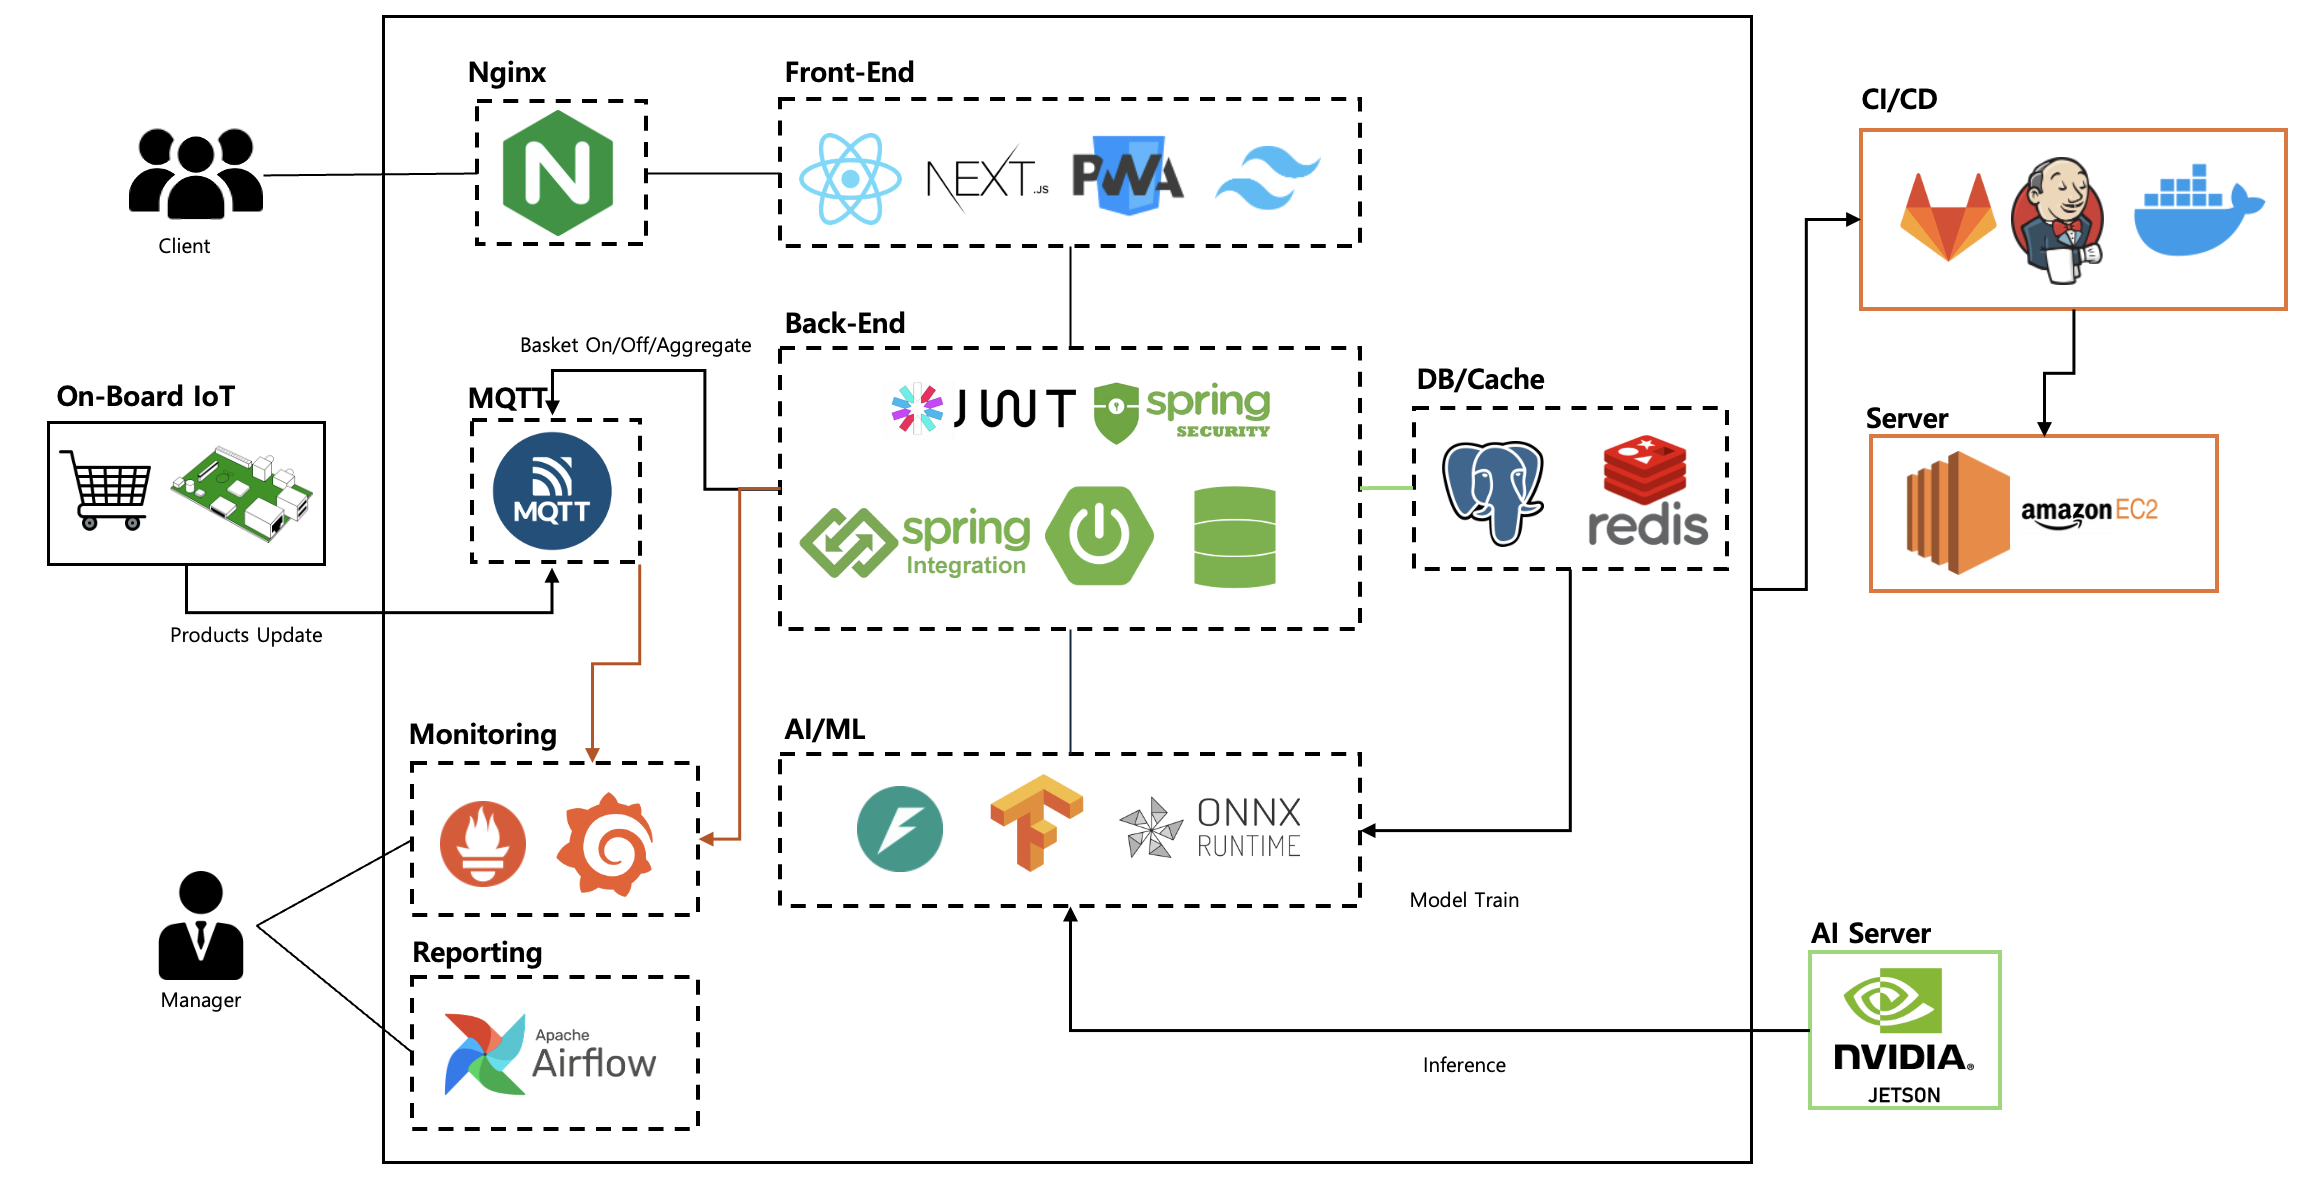 Nginx
Front-End
CI/CD
NEXT.JS
PWA
Client
Back-End
Basket On/Off/Aggregate
DB/Cache
On-Board IoT
MQTT
JWT
spring
SECURITY
Server
MQTT
spring
Integration
redis
amazon EC2
Products Update
Monitoring
AI/ML
ONNX
RUNTIME
Model Train
Manager
Reporting
AI Server
Apache
Airflow
Inference
NVIDIA®
JETSON